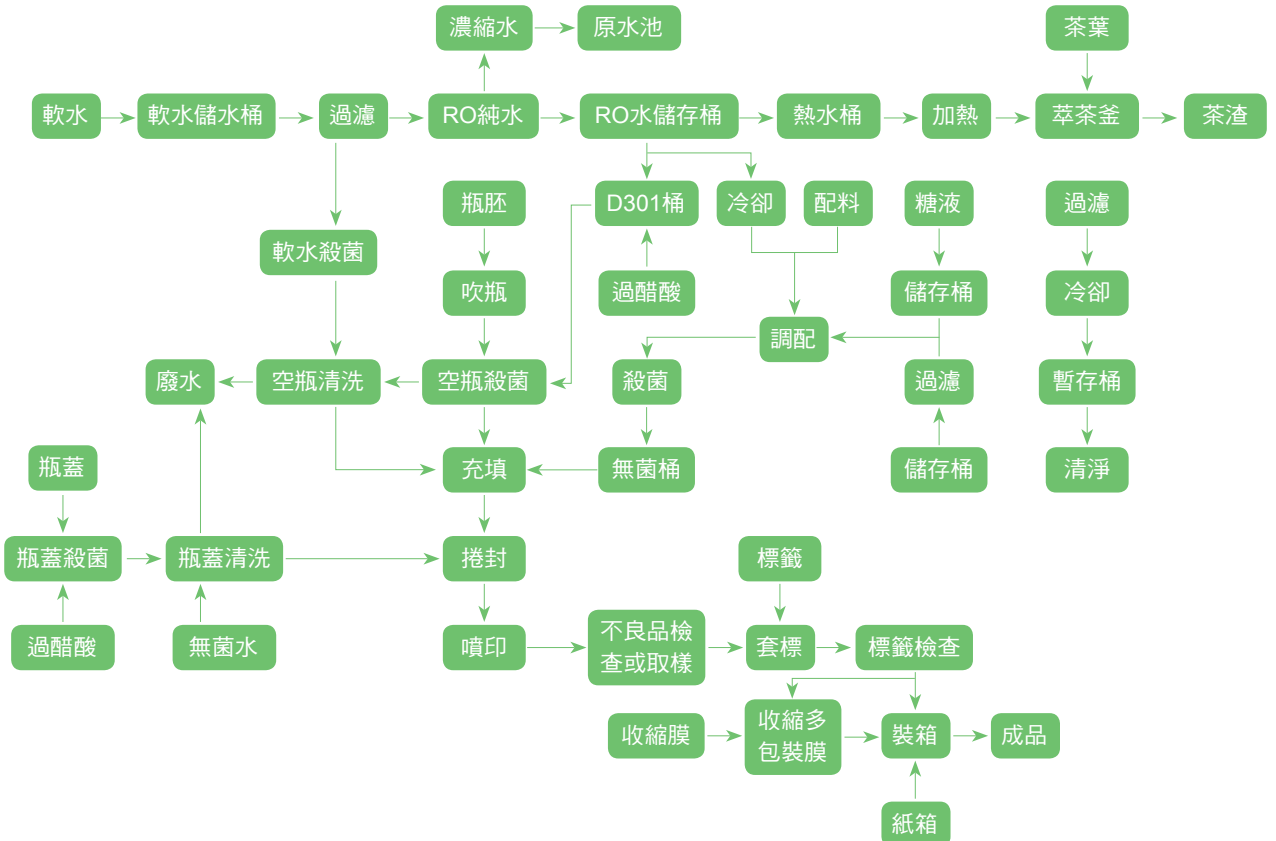 濃縮水
原水池
茶葉
軟水
軟水儲水桶
過濾
RO純水
RO水儲存桶
熱水桶
加熱
萃茶釜
茶渣
瓶胚
D301桶
冷卻
配料
糖液
過濾
軟水殺菌
吹瓶
過醋酸
儲存桶
冷卻
調配
廢水
空瓶清洗
空瓶殺菌
殺菌
過濾
暫存桶
瓶蓋
充填
無菌桶
儲存桶
清淨
瓶蓋殺菌
瓶蓋清洗
捲封
標籤
過醋酸
無菌水
噴印
不良品檢
查或取樣
套標
標籤檢查
收縮膜
收縮多
包裝膜
裝箱
成品
紙箱